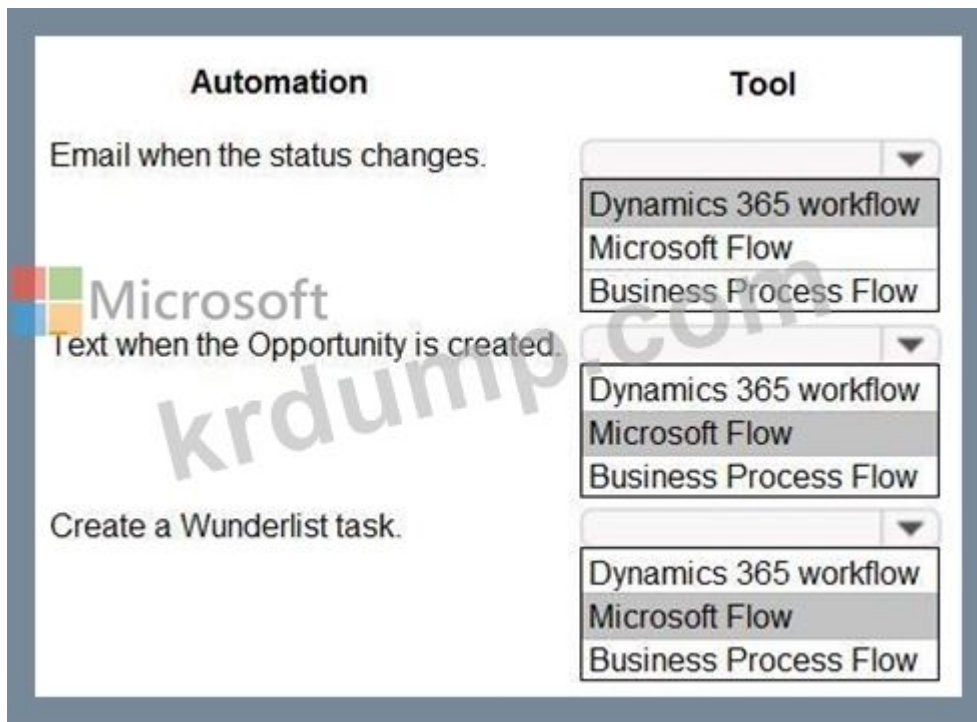 Automation Tool
Email when the status changes.
Dynamics 365 workflow
Microsoft Flow
Business Process Flow
Microsoft
krdump.com
Text when the Opportunity is created.
Dynamics 365 workflow
Microsoft Flow
Business Process Flow
Create a Wunderlist task.
Dynamics 365 workflow
Microsoft Flow
Business Process Flow